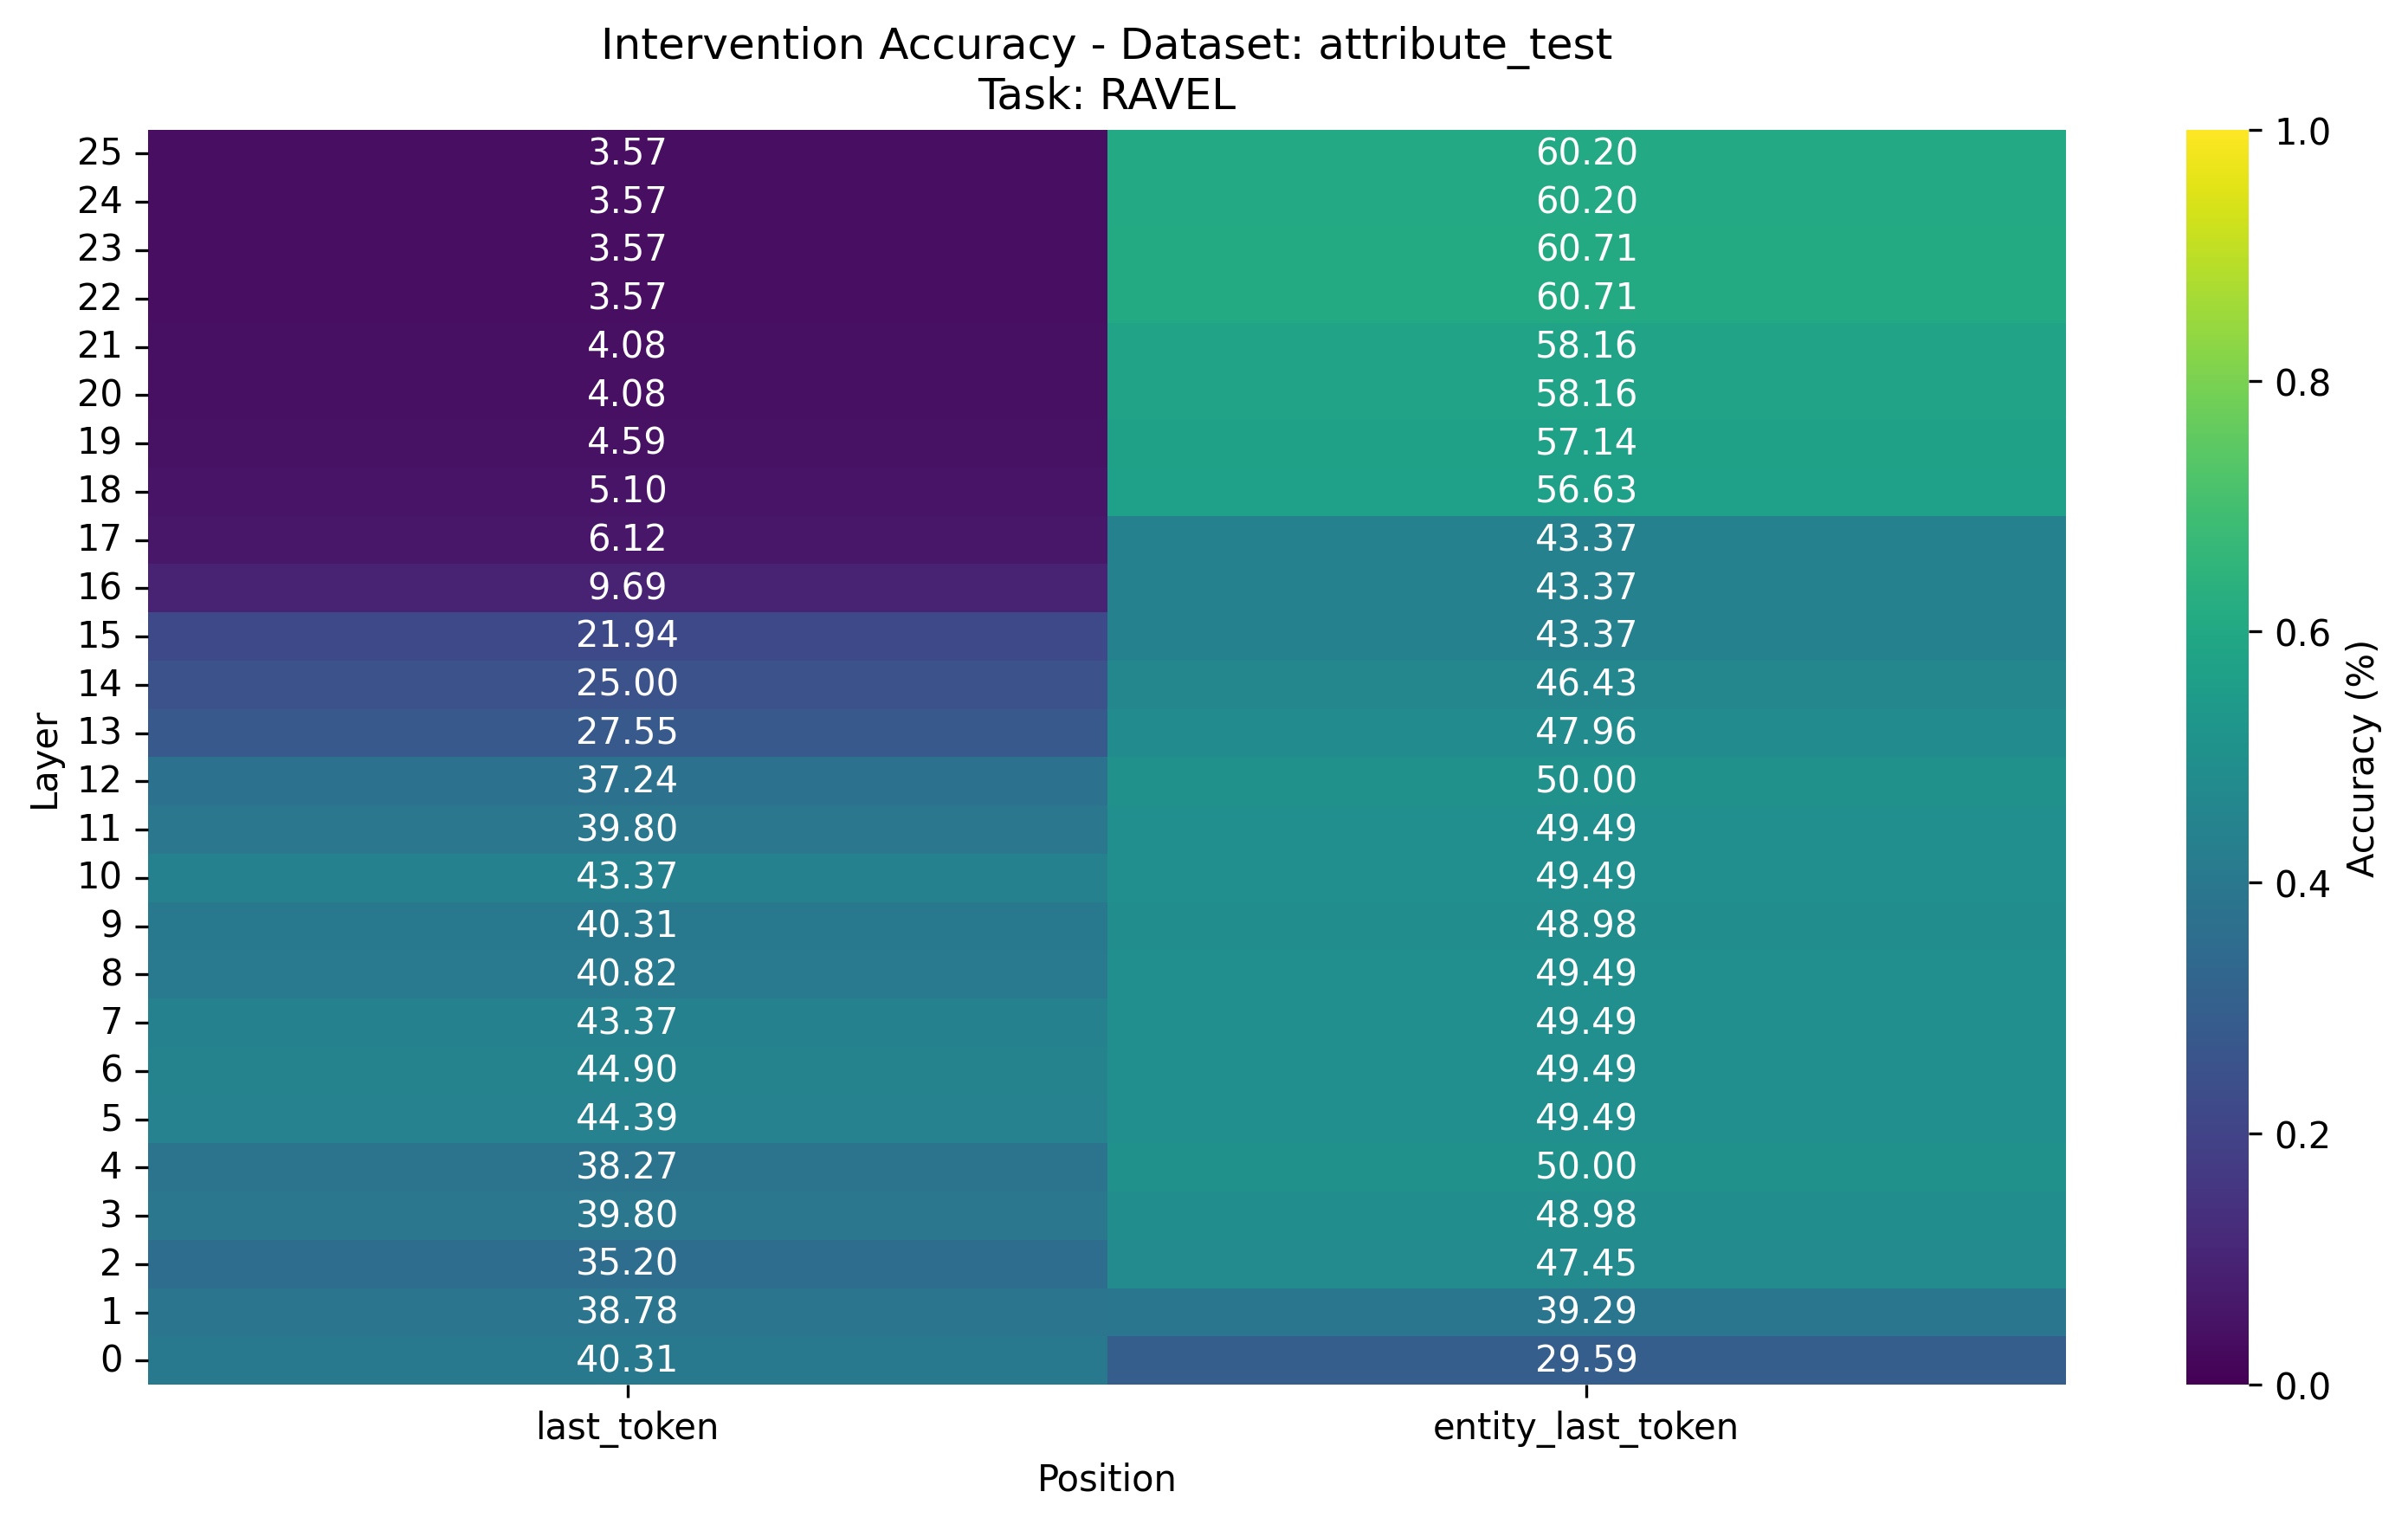 Intervention Accuracy - Dataset: attribute_test
Task: RAVEL
25 3.57 60.20
24 3.57 60.20
23 3.57 60.71
22 3.57 60.71
21 4.08 58.16
20 4.08 58.16
19 4.59 57.14
18 5.10 56.63
17 6.12 43.37
16 9.69 43.37
15 21.94 43.37
14 25.00 46.43
13 27.55 47.96
12 37.24 50.00
11 39.80 49.49
10 43.37 49.49
9 40.31 48.98
8 40.82 49.49
7 43.37 49.49
6 44.90 49.49
5 44.39 49.49
4 38.27 50.00
3 39.80 48.98
2 35.20 47.45
1 38.78 39.29
0 40.31 29.59
Layer
last_token entity_last_token
Position
1.0
0.8
0.6
0.4
0.2
0.0
Accuracy (%)